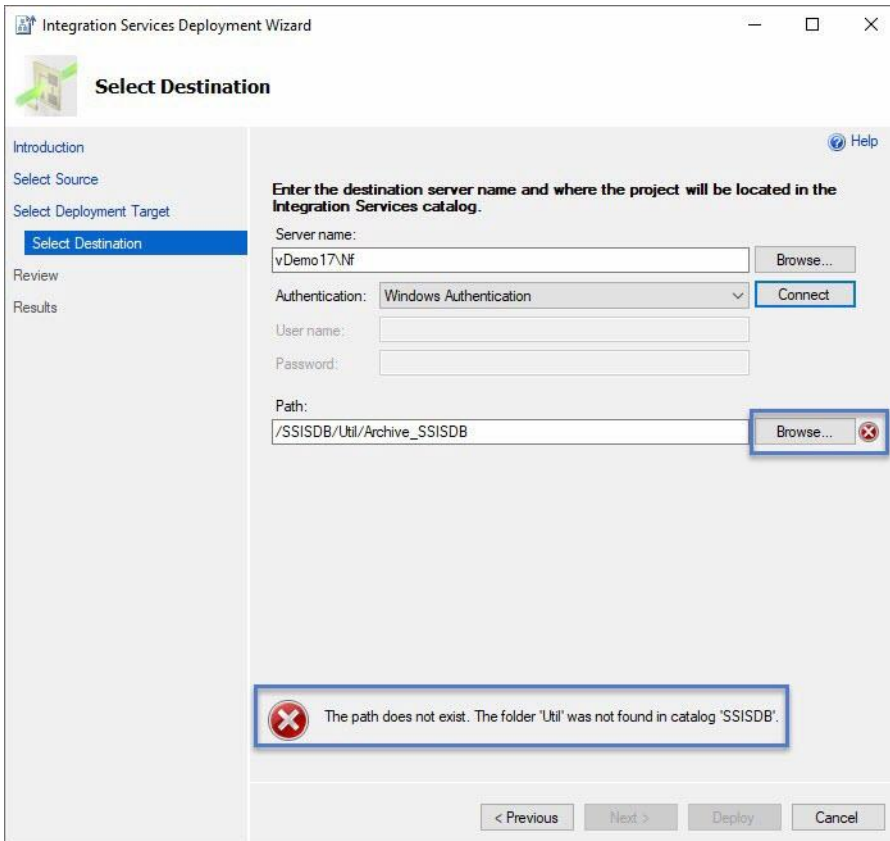 Integration Services Deployment Wizard
Select Destination
Introduction
Select Source
Select Deployment Target
Select Destination
Review
Results
Help
Enter the destination server name and where the project will be located in the
Integration Services catalog.
Server name:
vDemo17\Nf
Browse...
Authentication:
Windows Authentication
Connect
User name:
Password:
Path:
/SSISDB/Util/Archive_SSISDB
Browse...
The path does not exist. The folder 'Util' was not found in catalog 'SSISDB'.
< Previous
Next >
Deploy
Cancel